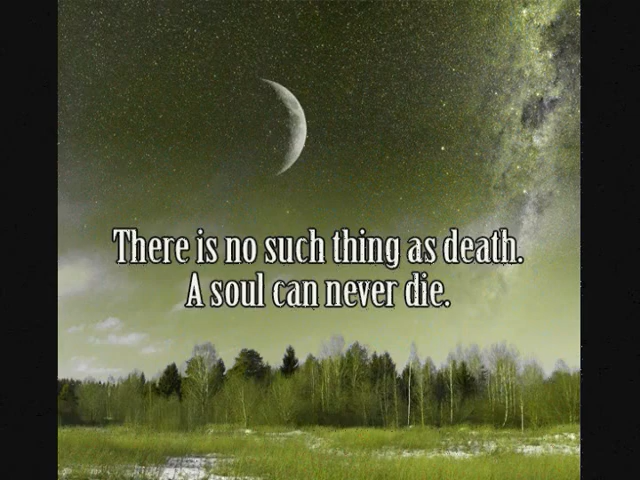 There is no such thing as death.
A soul can never die.